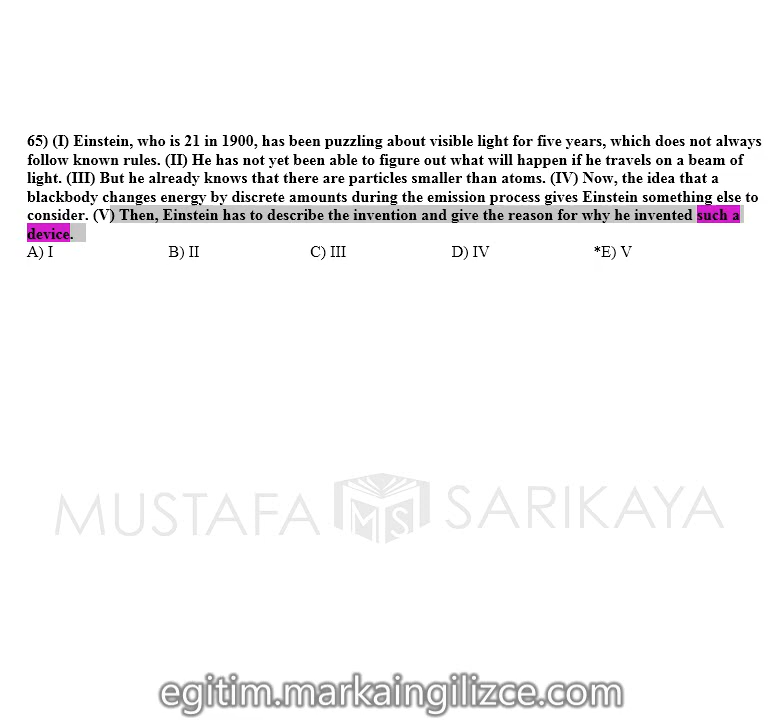 65) (I) Einstein, who is 21 in 1900, has been puzzling about visible light for five years, which does not always
follow known rules. (II) He has not yet been able to figure out what will happen if he travels on a beam of
light. (III) But he already knows that there are particles smaller than atoms. (IV) Now, the idea that a
blackbody changes energy by discrete amounts during the emission process gives Einstein something else to
consider. (V) Then, Einstein has to describe the invention and give the reason for why he invented such a
device.
A) I B) II C) III D) IV *E) V
MUSTAFA MS SARIKAYA
egitim.markaingilizce.com